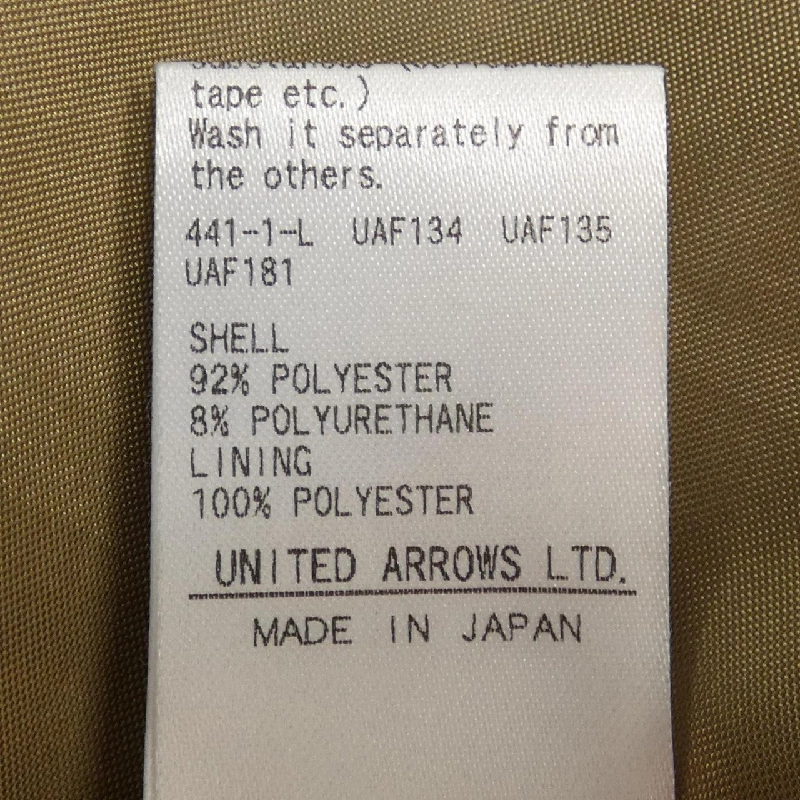 tape etc.)
Wash it separately from
the others.
441-1-L UAF134 UAF135
UAF181
SHELL
92% POLYESTER
8% POLYURETHANE
LINING
100% POLYESTER
UNITED ARROWS LTD.
MADE IN JAPAN